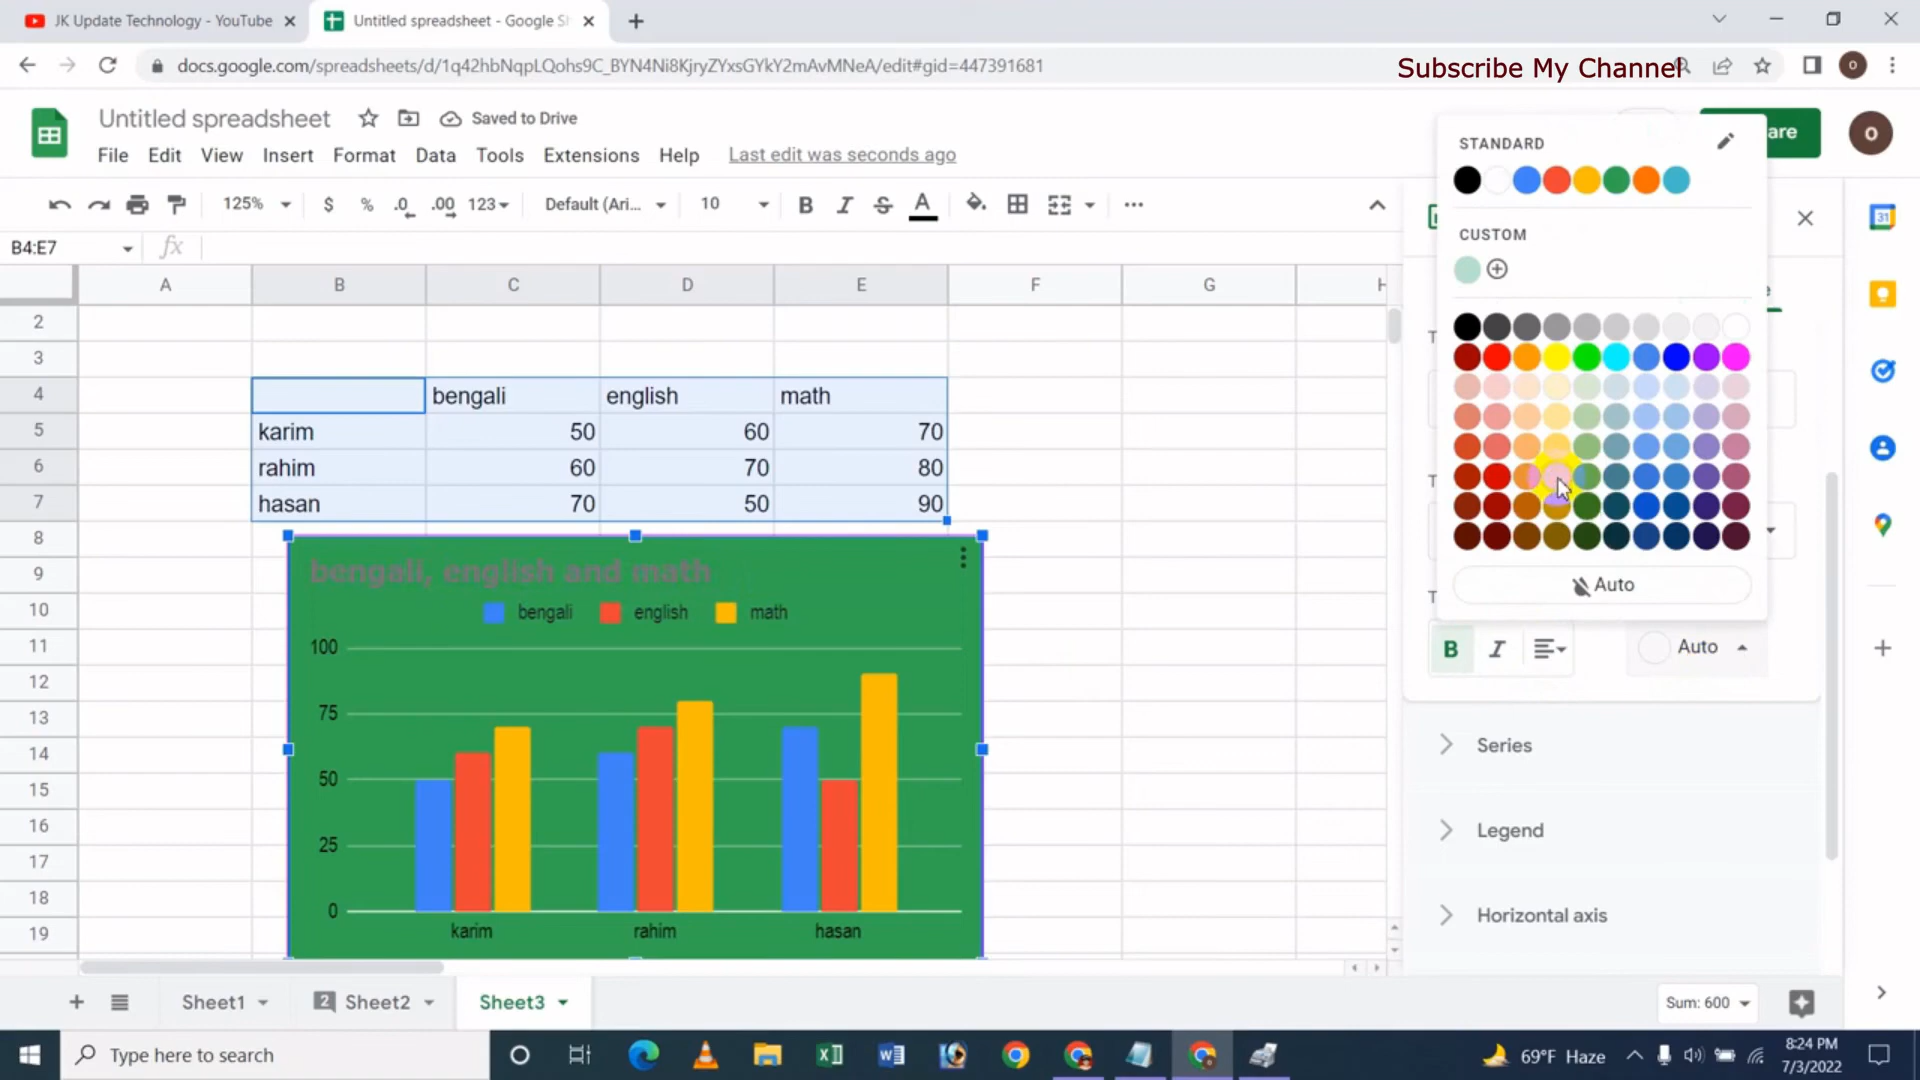 JK Update Technology - YouTube
Untitled spreadsheet - Google Sh
docs.google.com/spreadsheets/d/1q42hbNqpLQohs9C_BYN4Ni8KjryZYxsGYkY2mAvMNeA/edit#gid=447391681
Subscribe My Channel
O
Untitled spreadsheet
Saved to Drive
are
O
File Edit View Insert Format Data Tools Extensions Help Last edit was seconds ago
125% $ % .0 .00 123 Default (Ari... 10 B I S A
B4:E7 fx
A B C D E F G H
2
3
4 bengali english math
5 karim 50 60 70
6 rahim 60 70 80
7 hasan 70 50 90
8
9
10
11
12
13
14
15
16
17
18
19
bengali, english and math
bengali english math
100
75
50
25
0
karim rahim hasan
STANDARD
CUSTOM
Auto
B I Auto
Series
Legend
Horizontal axis
31
Sheet1 2 Sheet2 Sheet3 Sum: 600
Type here to search
69°F Haze
8:24 PM
7/3/2022